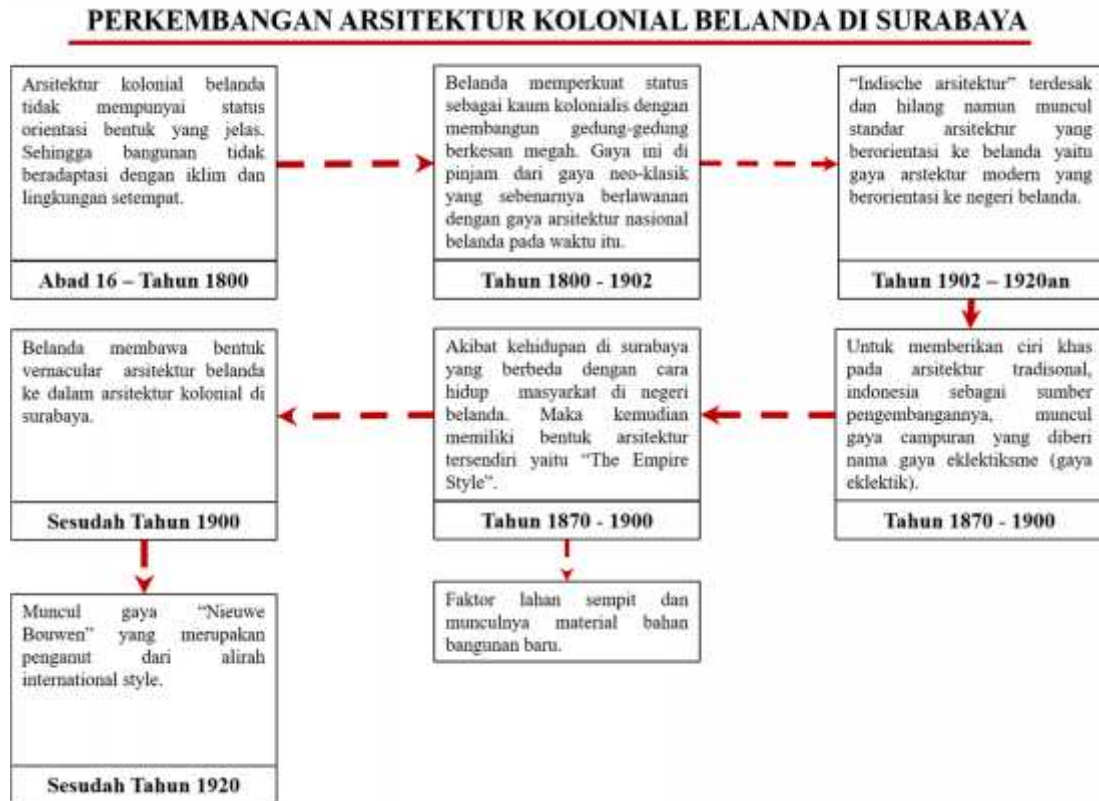 PERKEMBANGAN ARSITEKTUR KOLONIAL BELANDA DI SURABAYA
Arsitektur kolonial belanda
tidak mempunyai status
orientasi bentuk yang jelas.
Sehingga bangunan tidak
beradaptasi dengan iklim dan
lingkungan setempat.
Abad 16 – Tahun 1800
Belanda memperkuat status
sebagai kaum kolonialis dengan
membangun gedung-gedung
berkesan megah. Gaya ini di
pinjam dari gaya neo-klasik
yang sebenarnya berlawanan
dengan gaya arsitektur nasional
belanda pada waktu itu.
Tahun 1800 - 1902
“Indische arsitektur” terdesak
dan hilang namun muncul
standar arsitektur yang
berorientasi ke belanda yaitu
gaya arstektur modern yang
berorientasi ke negeri belanda.
Tahun 1902 – 1920an
Untuk memberikan ciri khas
pada arsitektur tradisonal,
indonesia sebagai sumber
pengembangannya, muncul
gaya campuran yang diberi
nama gaya eklektiksme (gaya
eklektik).
Tahun 1870 - 1900
Akibat kehidupan di surabaya
yang berbeda dengan cara
hidup masyarkat di negeri
belanda. Maka kemudian
memiliki bentuk arsitektur
tersendiri yaitu “The Empire
Style”.
Tahun 1870 - 1900
Belanda membawa bentuk
vernacular arsitektur belanda
ke dalam arsitektur kolonial di
surabaya.
Sesudah Tahun 1900
Faktor lahan sempit dan
munculnya material bahan
bangunan baru.
Muncul gaya “Nieuwe
Bouwen” yang merupakan
penganut dari alirah
international style.
Sesudah Tahun 1920